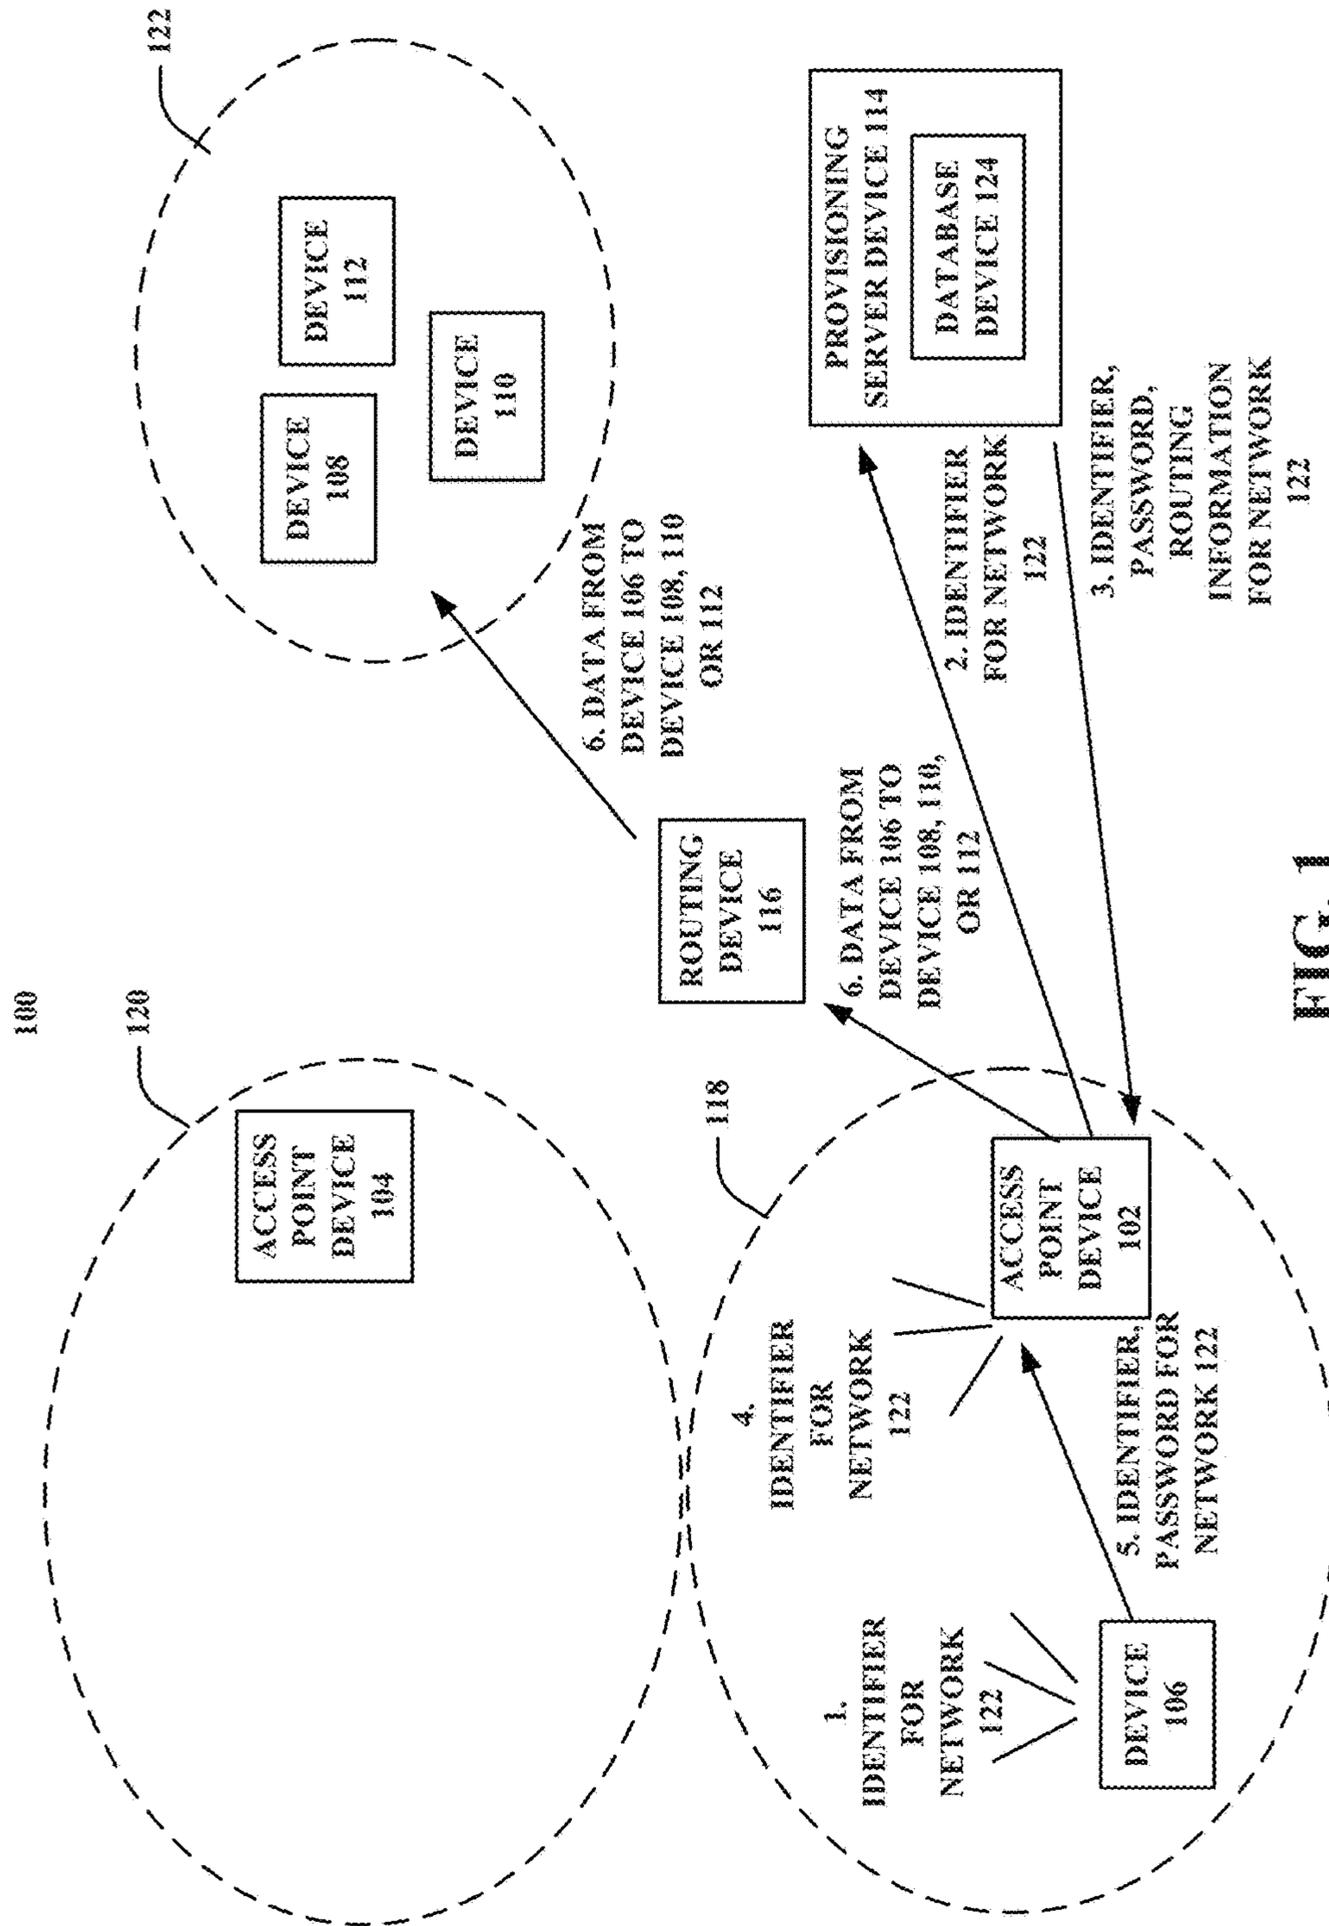 100
120
122
ACCESS
POINT
DEVICE
104
DEVICE
108
DEVICE
112
DEVICE
110
6. DATA FROM
DEVICE 106 TO
DEVICE 108, 110
OR 112
ROUTING
DEVICE
116
118
4.
IDENTIFIER
FOR
NETWORK
122
6. DATA FROM
DEVICE 106 TO
DEVICE 108, 110,
OR 112
PROVISIONING
SERVER DEVICE 114
DATABASE
DEVICE 124
1.
IDENTIFIER
FOR
NETWORK
122
ACCESS
POINT
DEVICE
102
2. IDENTIFIER
FOR NETWORK
122
DEVICE
106
5. IDENTIFIER,
PASSWORD FOR
NETWORK 122
3. IDENTIFIER,
PASSWORD,
ROUTING
INFORMATION
FOR NETWORK
122
FIG. 1